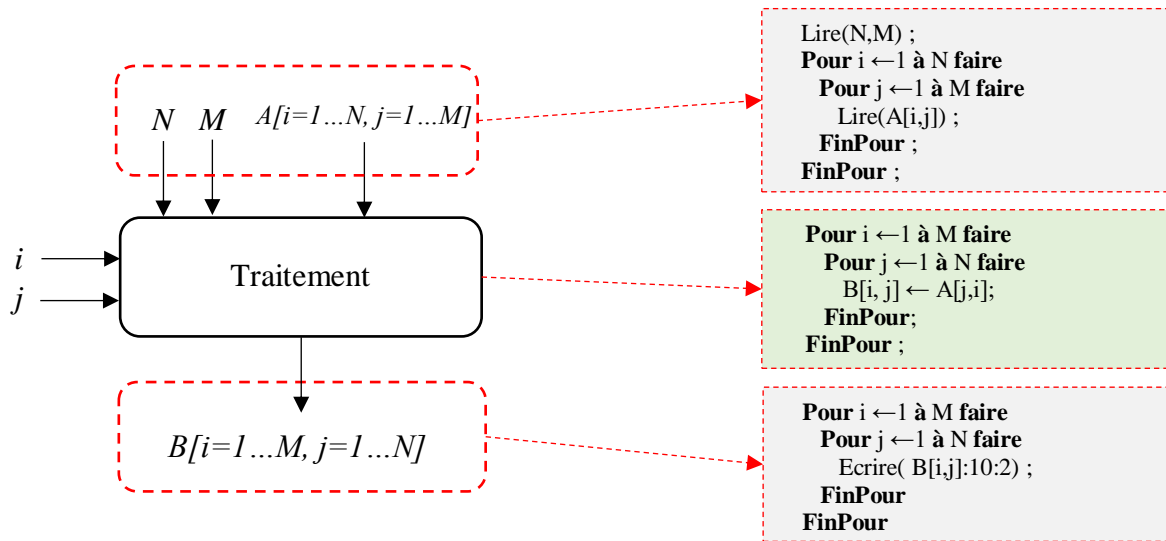 N M A[i=1…N, j=1…M]
i
j
Traitement
B[i=1…M, j=1…N]
Lire(N,M) ;
Pour i ←1 à N faire
Pour j ←1 à M faire
Lire(A[i,j]) ;
FinPour ;
FinPour ;
Pour i ←1 à M faire
Pour j ←1 à N faire
B[i, j] ← A[j,i];
FinPour;
FinPour ;
Pour i ←1 à M faire
Pour j ←1 à N faire
Ecrire( B[i,j]:10:2) ;
FinPour
FinPour